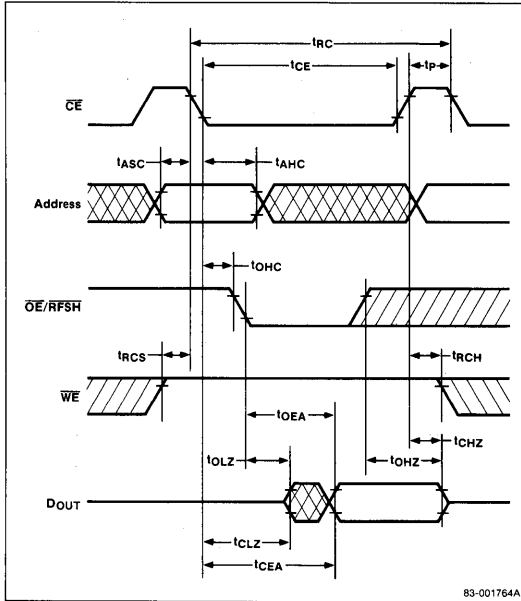 tRC
tCE
tP
CE
tASC
tAHC
Address
tOHC
OE/RFSH
tRCS
tRCH
WE
tOEA
tCHZ
tOLZ
tOHZ
DOUT
tCLZ
tCEA
83-001764A